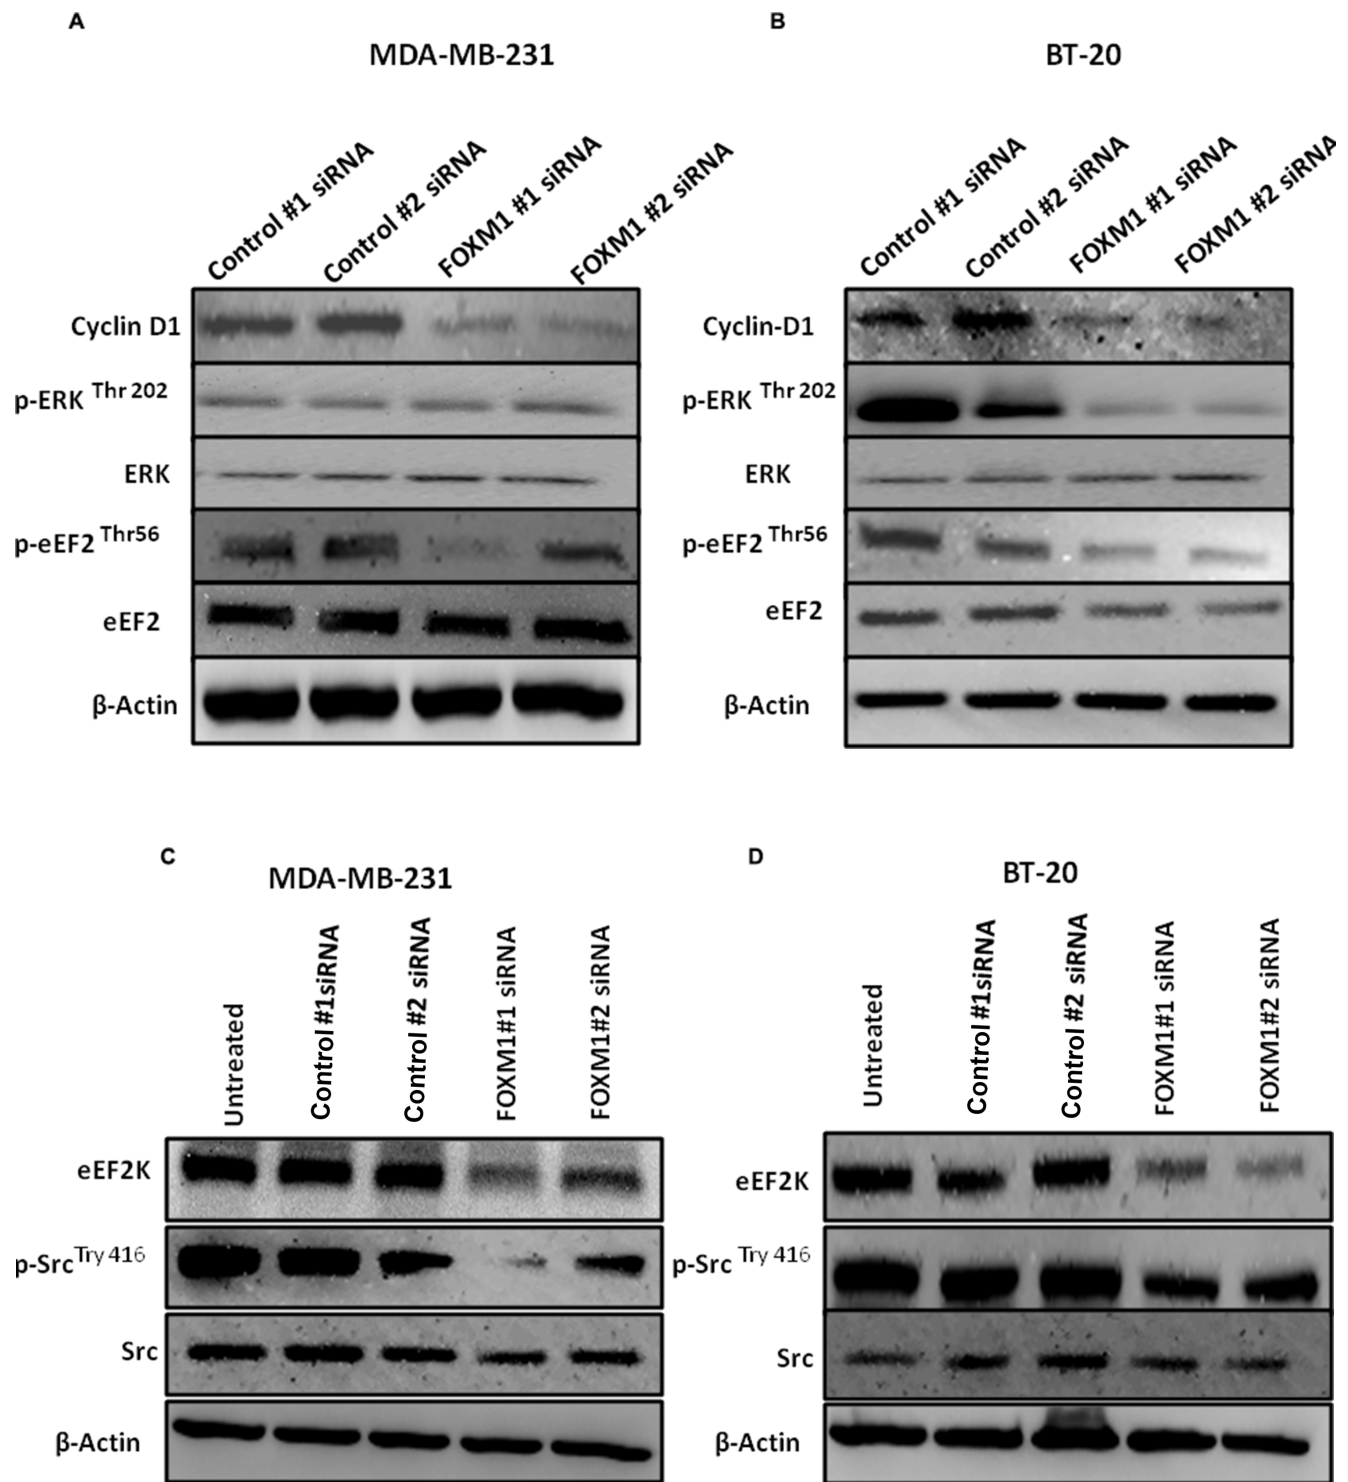 A
B
MDA-MB-231
BT-20
Control #1 siRNA
Control #2 siRNA
FOXM1 #1 siRNA
FOXM1 #2 siRNA
Control #1 siRNA
Control #2 siRNA
FOXM1 #1 siRNA
FOXM1 #2 siRNA
Cyclin D1
p-ERK Thr 202
ERK
p-eEF2 Thr56
eEF2
β-Actin
Cyclin-D1
p-ERK Thr 202
ERK
p-eEF2 Thr56
eEF2
β-Actin
C
D
MDA-MB-231
BT-20
Untreated
Control #1siRNA
Control #2 siRNA
FOXM1#1 siRNA
FOXM1#2 siRNA
Untreated
Control #1siRNA
Control #2 siRNA
FOXM1#1 siRNA
FOXM1#2 siRNA
eEF2K
p-Src Try 416
Src
β-Actin
eEF2K
p-Src Try 416
Src
β-Actin